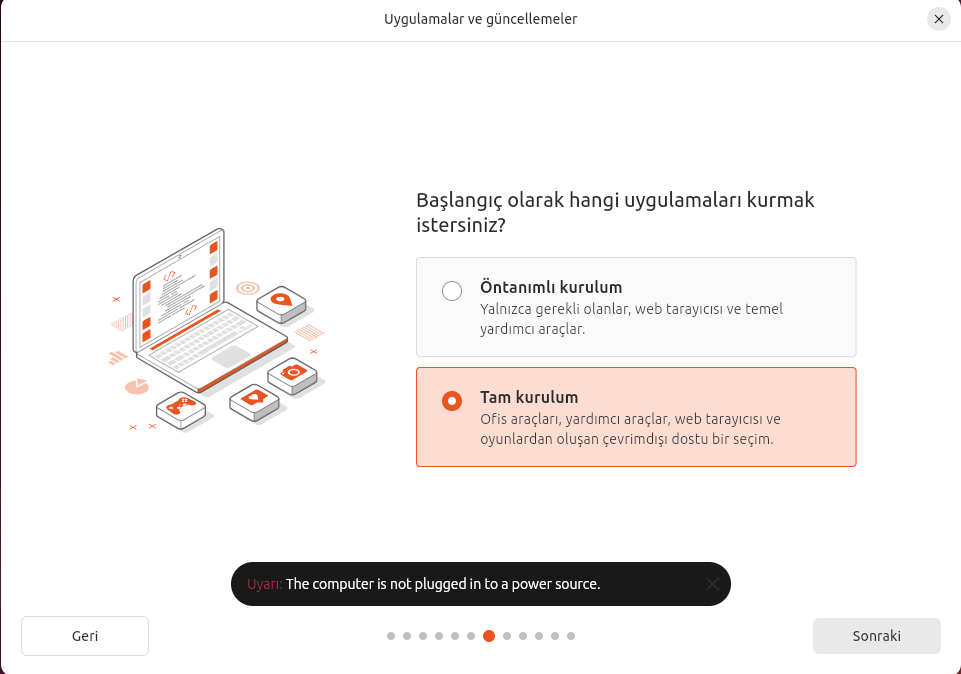 Uygulamalar ve güncellemeler
Başlangıç olarak hangi uygulamaları kurmak
istersiniz?
Öntanımlı kurulum
Yalnızca gerekli olanlar, web tarayıcısı ve temel
yardımcı araçlar.
Tam kurulum
Ofis araçları, yardımcı araçlar, web tarayıcısı ve
oyunlardan oluşan çevrimdışı dostu bir seçim.
Uyarı: The computer is not plugged in to a power source.
Geri
Sonraki